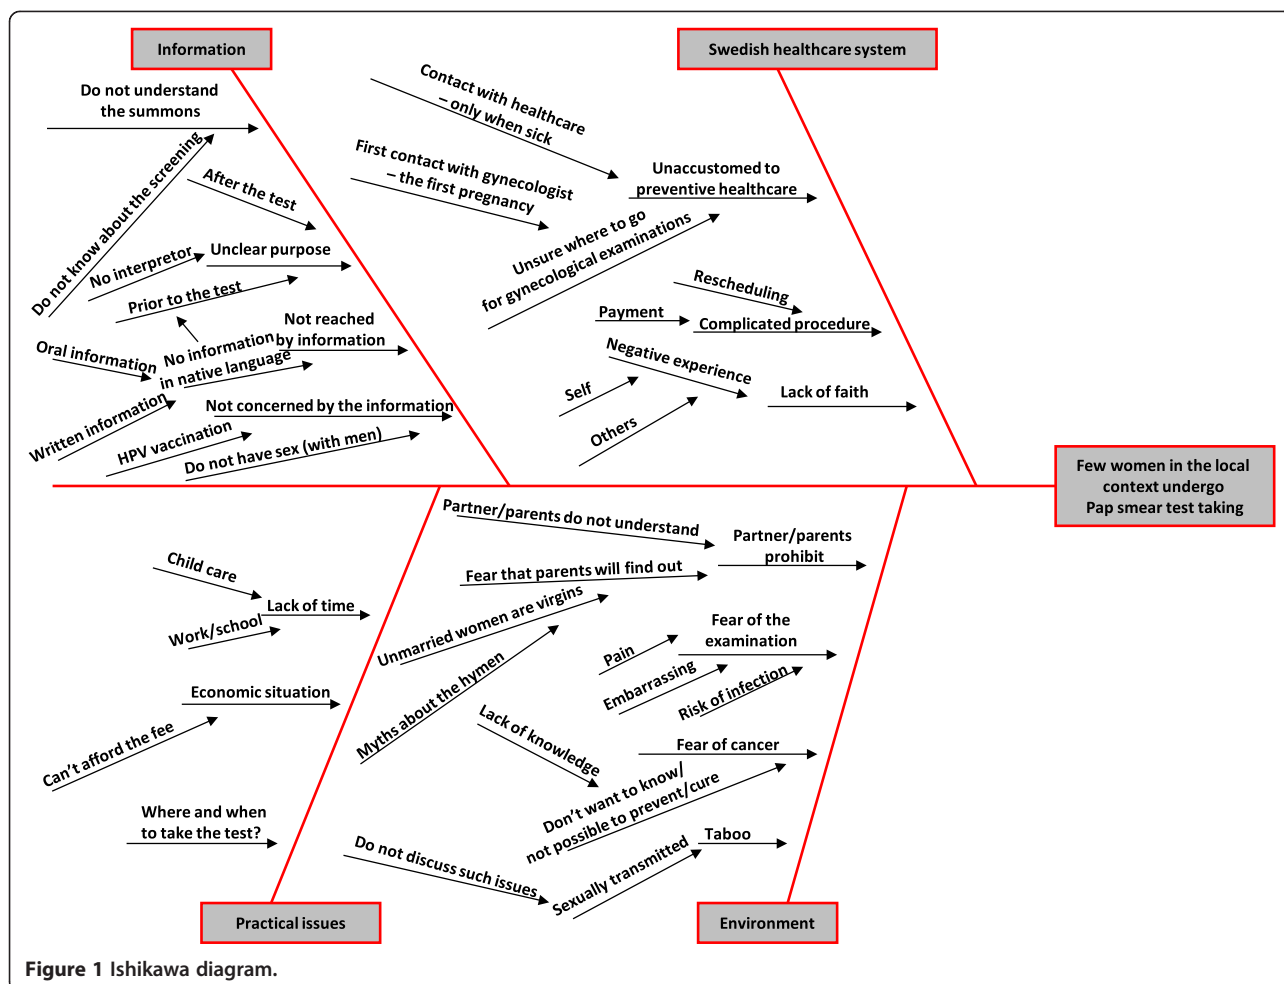 Information
Swedish healthcare system
Do not understand
the summons
Do not know about the screening
After the test
No interpretor
Unclear purpose
Prior to the test
Not reached
by information
Oral information
No information
in native language
Written information
Not concerned by the information
HPV vaccination
Do not have sex (with men)
Contact with healthcare
– only when sick
First contact with gynecologist
– the first pregnancy
Unaccustomed to
preventive healthcare
Unsure where to go
for gynecological examinations
Rescheduling
Payment
Complicated procedure
Negative experience
Self
Others
Lack of faith
Few women in the local
context undergo
Pap smear test taking
Child care
Lack of time
Work/school
Economic situation
Can't afford the fee
Where and when
to take the test?
Partner/parents do not understand
Partner/parents
prohibit
Fear that parents will find out
Unmarried women are virgins
Myths about the hymen
Fear of the
examination
Pain
Embarrassing
Risk of infection
Lack of knowledge
Fear of cancer
Don't want to know/
not possible to prevent/cure
Taboo
Do not discuss such issues
Sexually transmitted
Practical issues
Environment
Figure 1 Ishikawa diagram.